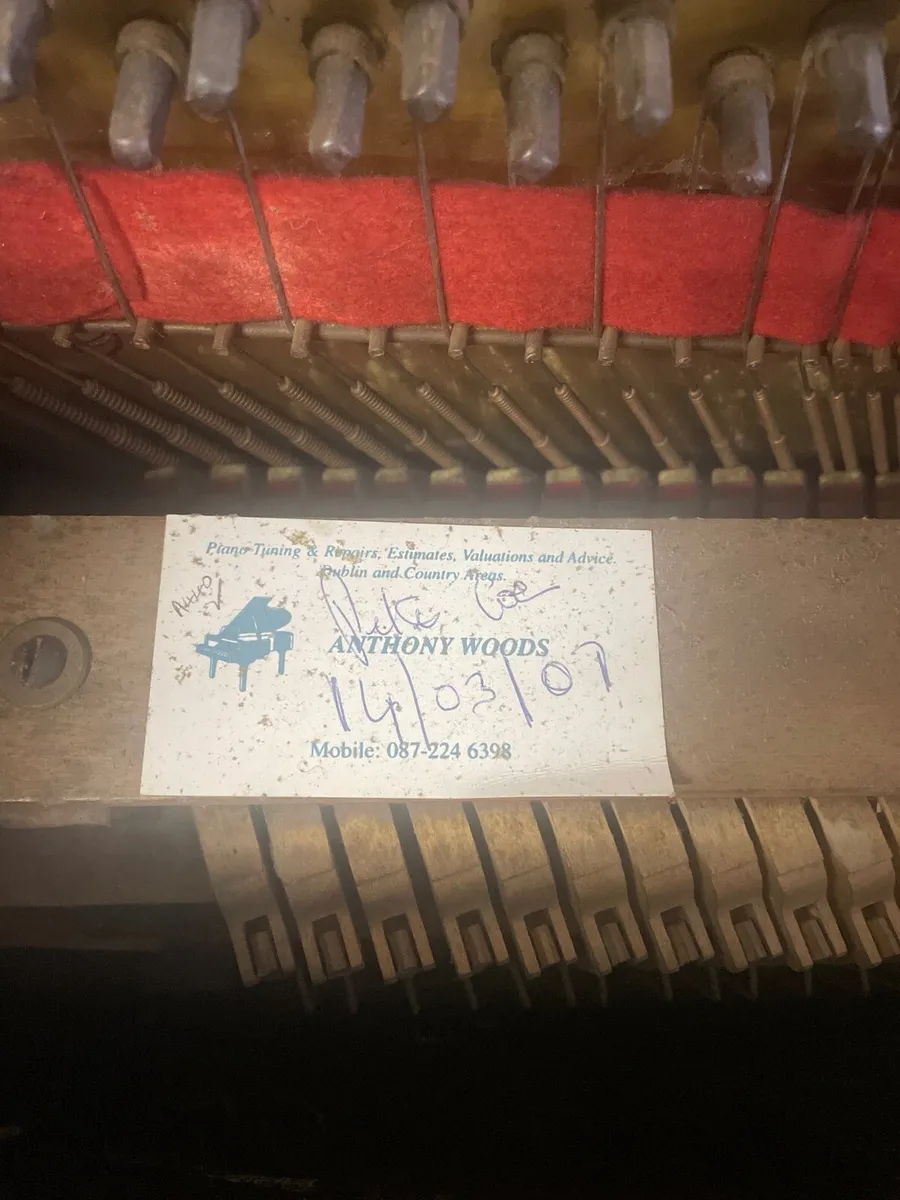 Piano Tuning & Repairs, Estimates, Valuations and Advice.
Dublin and Country Areas.
ANTHONY WOODS
14/03/07
Mobile: 087-224 6398